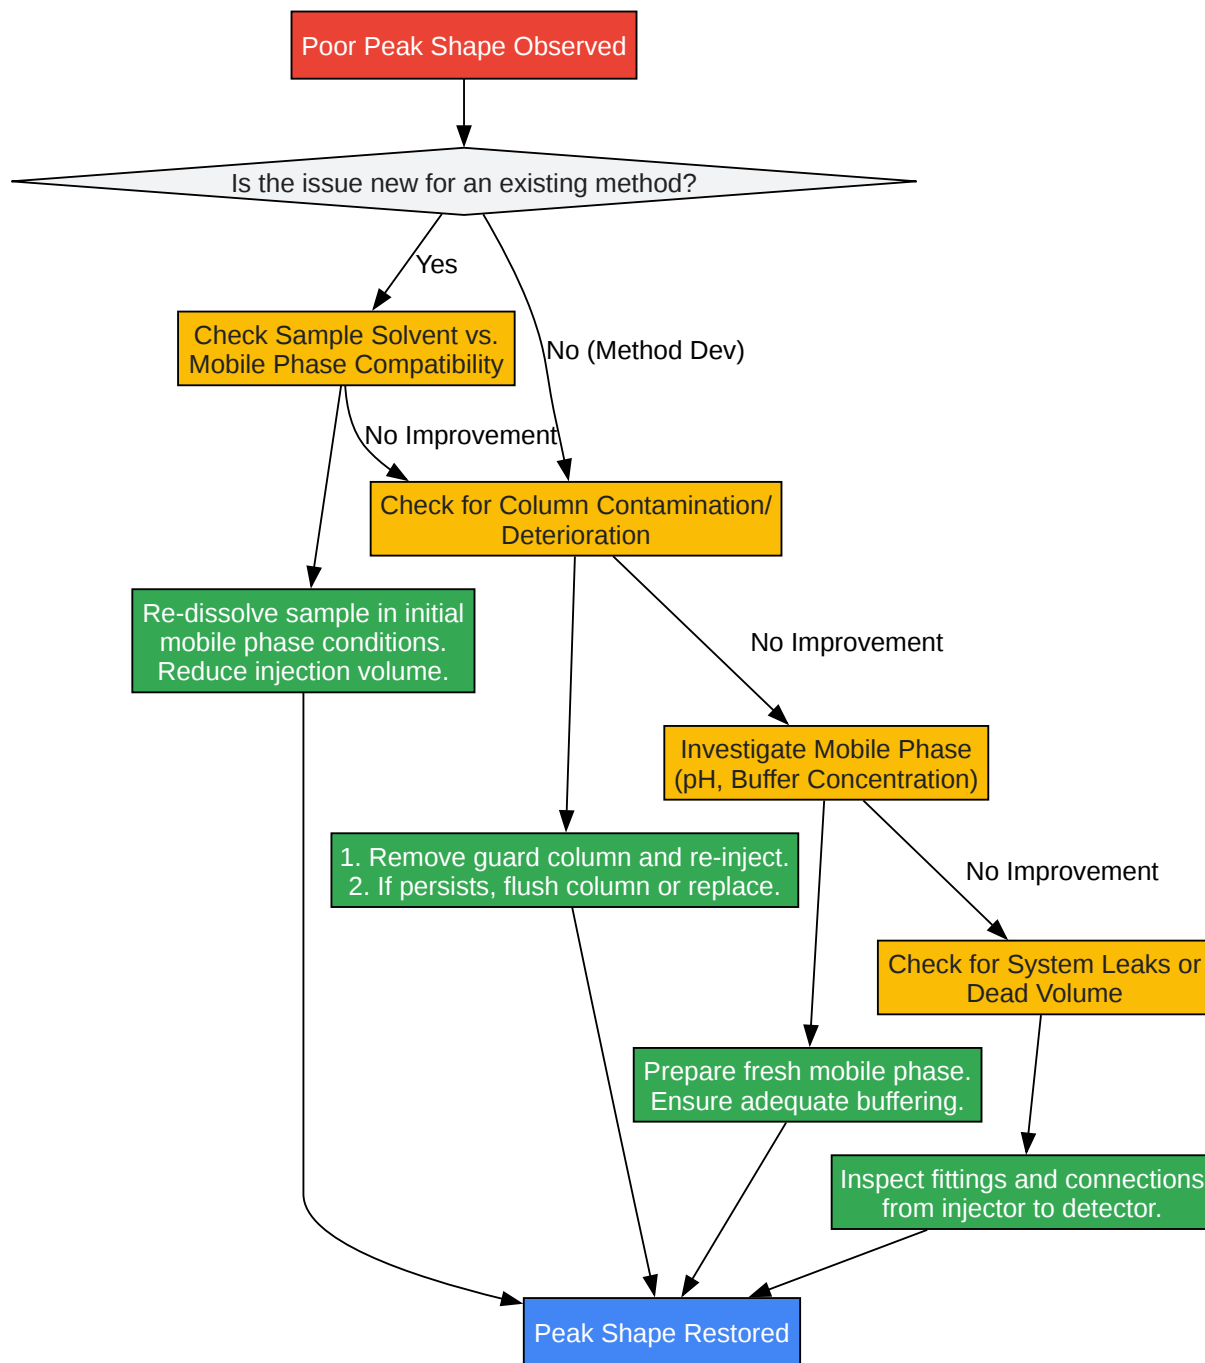 Poor Peak Shape Observed
Is the issue new for an existing method?
Yes
Check Sample Solvent vs.
Mobile Phase Compatibility
No (Method Dev)
No Improvement
Check for Column Contamination/
Deterioration
Re-dissolve sample in initial
mobile phase conditions.
Reduce injection volume.
No Improvement
Investigate Mobile Phase
(pH, Buffer Concentration)
1. Remove guard column and re-inject.
2. If persists, flush column or replace.
No Improvement
Check for System Leaks or
Dead Volume
Prepare fresh mobile phase.
Ensure adequate buffering.
Inspect fittings and connections
from injector to detector.
Peak Shape Restored